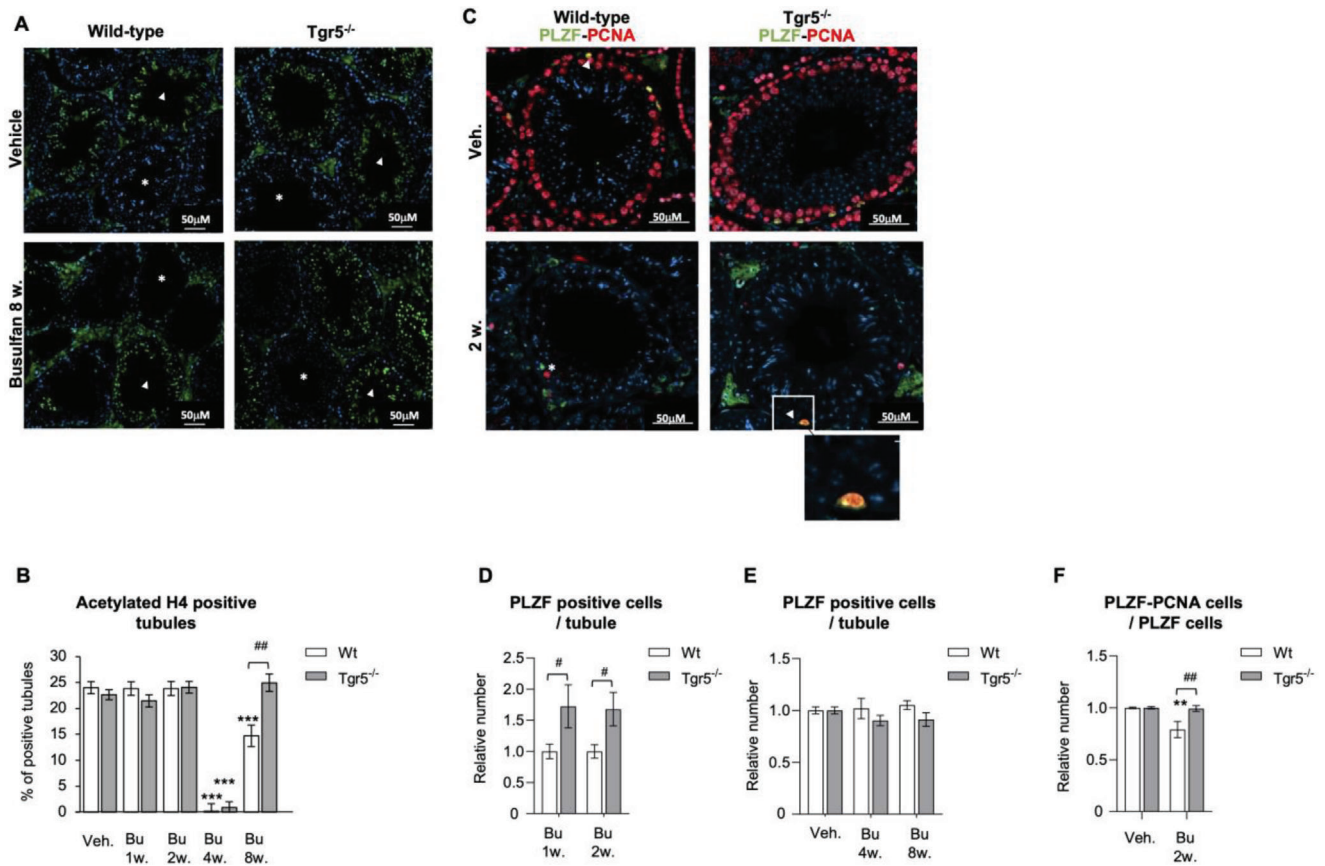 A
Wild-type
Tgr5-/-
Vehicle
*
50µM
*
50µM
Busulfan 8 w.
*
50µM
*
50µM
C
Wild-type
PLZF-PCNA
Tgr5-/-
PLZF-PCNA
Veh.
50µM
50µM
2 w.
*
50µM
50µM
B
Acetylated H4 positive
tubules
Wt
Tgr5-/-
% of positive tubules
30
25
20
15
10
5
0
***
***
***
##
Veh.
Bu
1w.
Bu
2w.
Bu
4w.
Bu
8w.
D
PLZF positive cells
/ tubule
Relative number
2.5
2.0
1.5
1.0
0.5
0
#
#
Bu
1w.
Bu
2w.
E
PLZF positive cells
/ tubule
Wt
Tgr5-/-
Relative number
1.5
1.0
0.5
0
Veh.
Bu
4w.
Bu
8w.
F
PLZF-PCNA cells
/ PLZF cells
Wt
Tgr5-/-
Relative number
1.5
1.0
0.5
0
##
**
Veh.
Bu
2w.